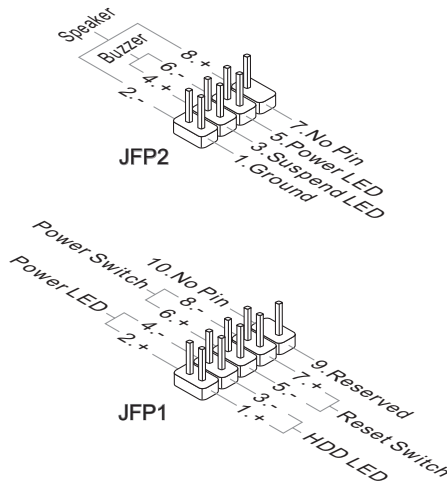 Speaker
Buzzer
8.+
6.-
4.+
2.-
7.No Pin
5.Power LED
3.Suspend LED
1.Ground
JFP2
Power Switch
Power LED
10.No Pin
8.-
6.+
4.-
2.+
9.Reserved
7.+
5.-
3.-
1.+
Reset Switch
HDD LED
JFP1